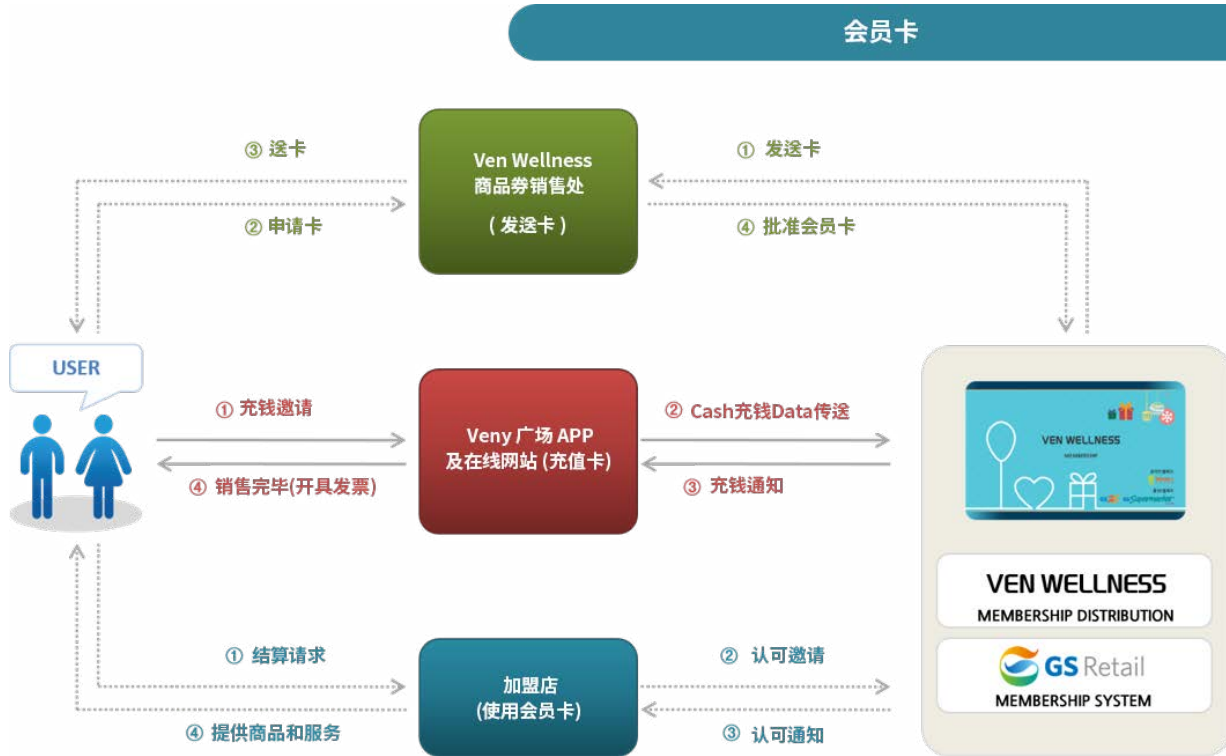 会员卡
③ 送卡
② 申请卡
Ven Wellness
商品券销售处
( 发送卡 )
① 发送卡
④ 批准会员卡
USER
① 充钱邀请
④ 销售完毕(开具发票)
Veny 广场 APP
及在线网站 (充值卡)
② Cash充钱Data传送
③ 充钱通知
VEN WELLNESS
MEMBERSHIP
VEN WELLNESS
MEMBERSHIP DISTRIBUTION
GS Retail
MEMBERSHIP SYSTEM
① 结算请求
④ 提供商品和服务
加盟店
(使用会员卡)
② 认可邀请
③ 认可通知